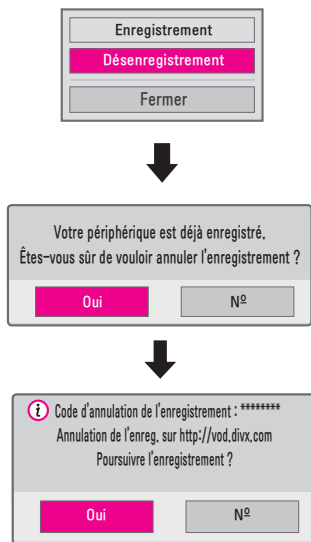 Enregistrement
Désenregistrement
Fermer
Votre périphérique est déjà enregistré.
Êtes-vous sûr de vouloir annuler l'enregistrement ?
Oui
Nº
i Code d'annulation de l'enregistrement : ********
Annulation de l'enreg. sur http://vod.divx.com
Poursuivre l'enregistrement ?
Oui
Nº